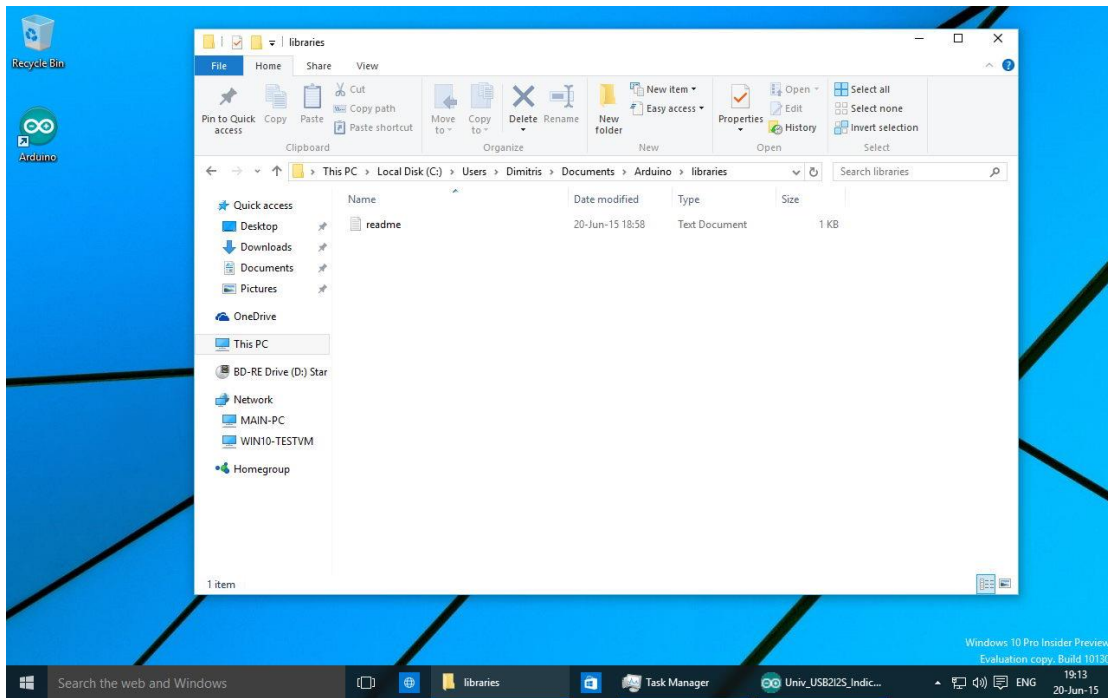 Recycle Bin
Arduino
libraries
File Home Share View
Pin to Quick access
Copy
Paste
Cut
Copy path
Paste shortcut
Clipboard
Move to
Copy to
Delete
Rename
Organize
New folder
New item
Easy access
New
Properties
Open
Edit
History
Open
Select all
Select none
Invert selection
Select
This PC > Local Disk (C:) > Users > Dimitris > Documents > Arduino > libraries
Search libraries
Name Date modified Type Size
readme 20-Jun-15 18:58 Text Document 1 KB
Quick access
Desktop
Downloads
Documents
Pictures
OneDrive
This PC
BD-RE Drive (D:) Star
Network
MAIN-PC
WIN10-TESTVM
Homegroup
1 item
Windows 10 Pro Insider Preview
Evaluation copy. Build 10130
Search the web and Windows
libraries
Task Manager
Univ_USB2I2S_Indic...
ENG
19:13
20-Jun-15